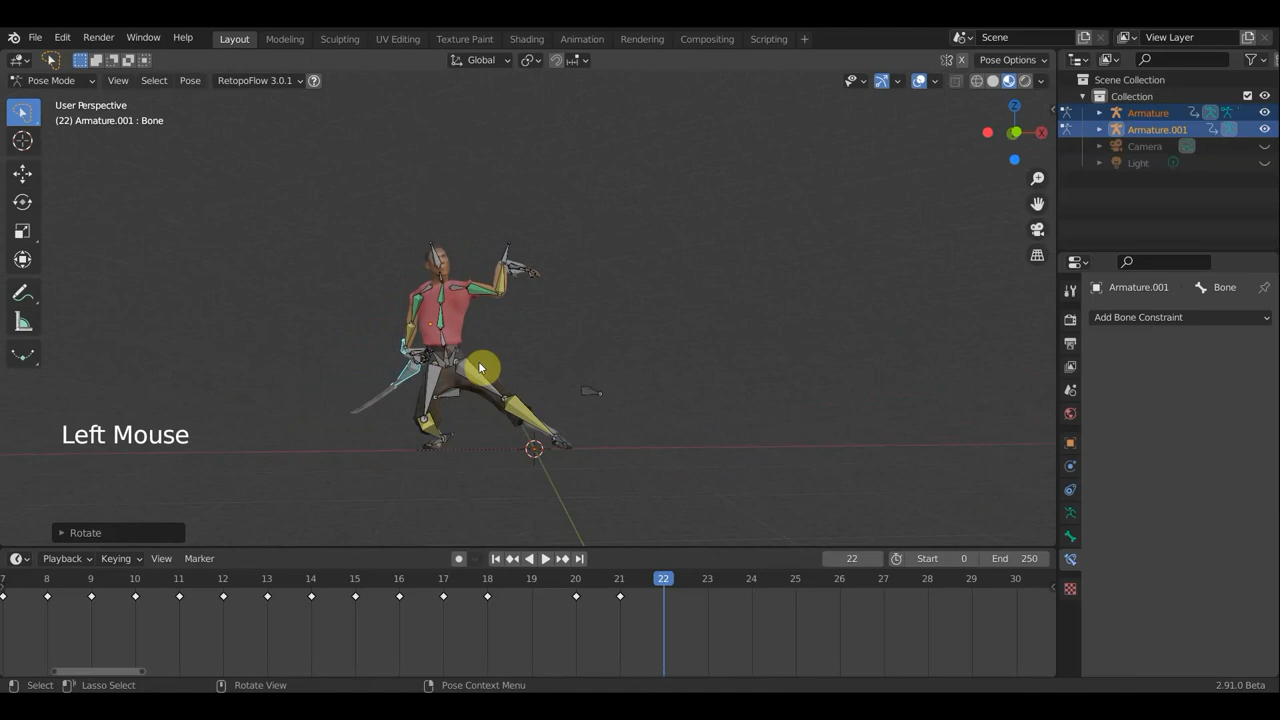 File Edit Render Window Help Layout Modeling Sculpting UV Editing Texture Paint Shading Animation Rendering Compositing Scripting + Scene View Layer
Global Pose Options
Pose Mode View Select Pose RetopoFlow 3.0.1
User Perspective
(22) Armature.001 : Bone
Z
X
Scene Collection
Collection
Armature
Armature.001
Camera
Light
Armature.001 Bone
Add Bone Constraint
Left Mouse
Rotate
Playback Keying View Marker 22 Start 0 End 250
7 8 9 10 11 12 13 14 15 16 17 18 19 20 21 22 23 24 25 26 27 28 29 30
Select Lasso Select Rotate View Pose Context Menu 2.91.0 Beta